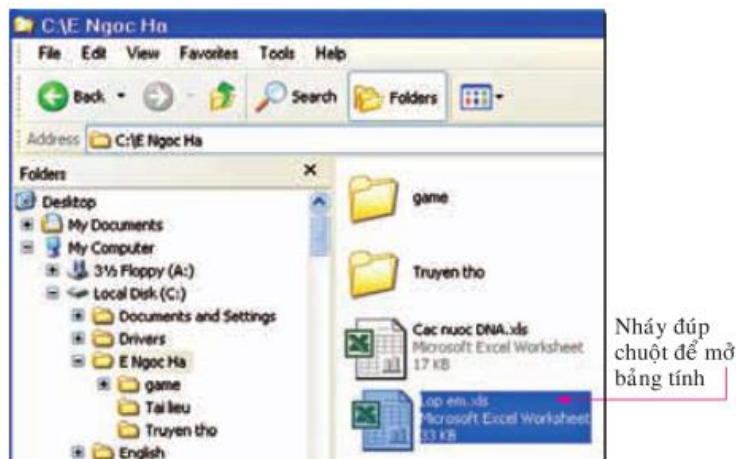 C:\E Ngoc Ha
File Edit View Favorites Tools Help
Back Search Folders
Address C:\E Ngoc Ha
Folders
Desktop
My Documents
My Computer
3½ Floppy (A:)
Local Disk (C:)
Documents and Settings
Drivers
E Ngoc Ha
game
Tai lieu
Truyen tho
English
game
Truyen tho
Cac nuoc DNA.xls
Microsoft Excel Worksheet
17 KB
Lop em.xls
Microsoft Excel Worksheet
33 KB
Nháy đúp
chuột để mở
bảng tính